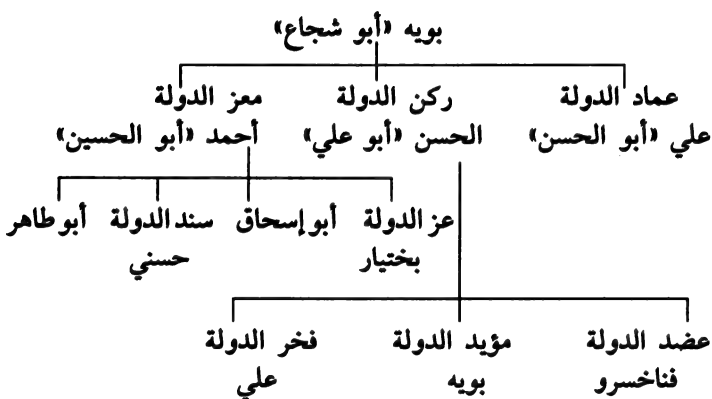 بويه «أبو شجاع»
عماد الدولة ركن الدولة معز الدولة
علي «أبو الحسن» الحسن «أبو علي» أحمد «أبو الحسين»
عز الدولة أبو إسحاق سند الدولة أبو طاهر
بختيار حسني
عضد الدولة مؤيد الدولة فخر الدولة
فناخسرو بويه علي